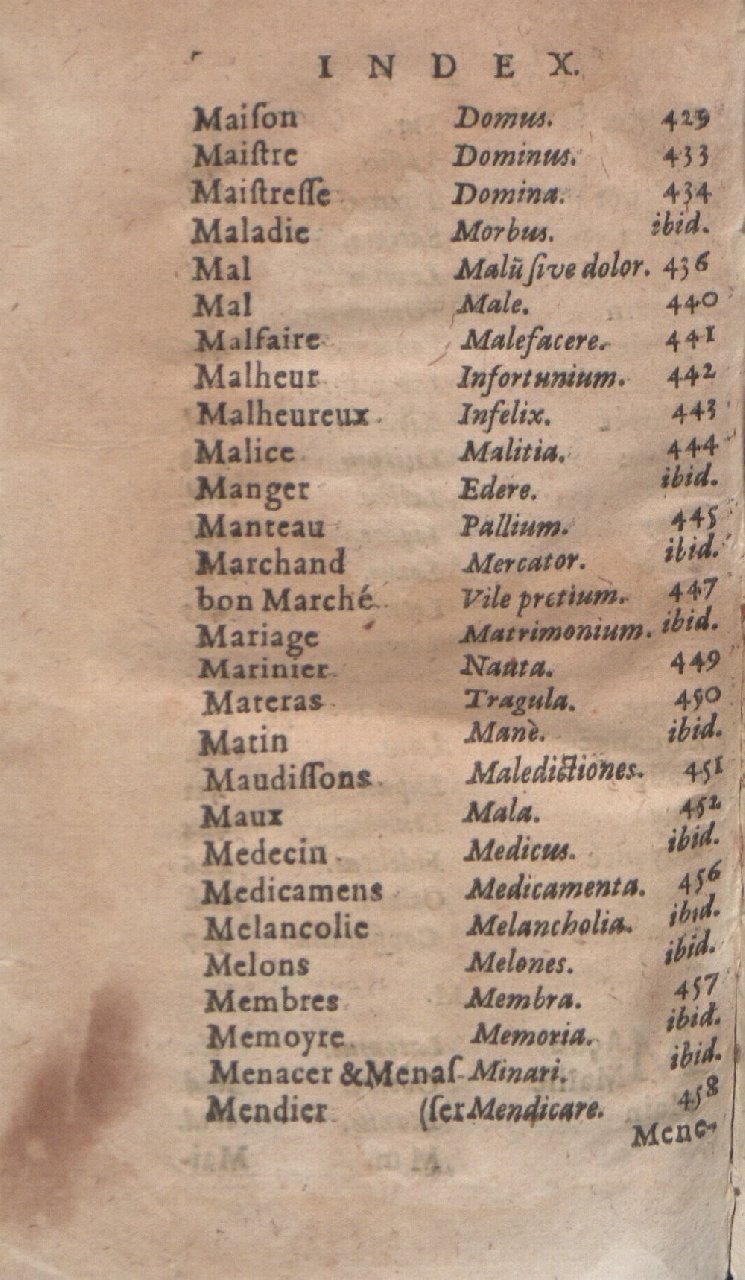 INDEX.
Maiſon Domus. 429
Maiſtre Dominus. 433
Maiſtreſſe Domina. 434
Maladie Morbus. ibid.
Mal Malũ ſive dolor. 436
Mal Male. 440
Malfaire Malefacere. 441
Malheur Infortunium. 442
Malheureux Infelix. 443
Malice Malitia. 444
Manger Edere. ibid.
Manteau Pallium. 445
Marchand Mercator. ibid.
bon Marché Vile pretium. 447
Mariage Matrimonium. ibid.
Marinier Nauta. 449
Materas Tragula. 450
Matin Manè. ibid.
Maudiſſons Maledictiones. 451
Maux Mala. 452
Medecin Medicus. ibid.
Medicamens Medicamenta. 456
Melancolie Melancholia. ibid.
Melons Melones. ibid.
Membres Membra. 457
Memoyre Memoria. ibid.
Menacer &Menaſ- Minari. ibid.
Mendier (ſer Mendicare. 458
Mene-